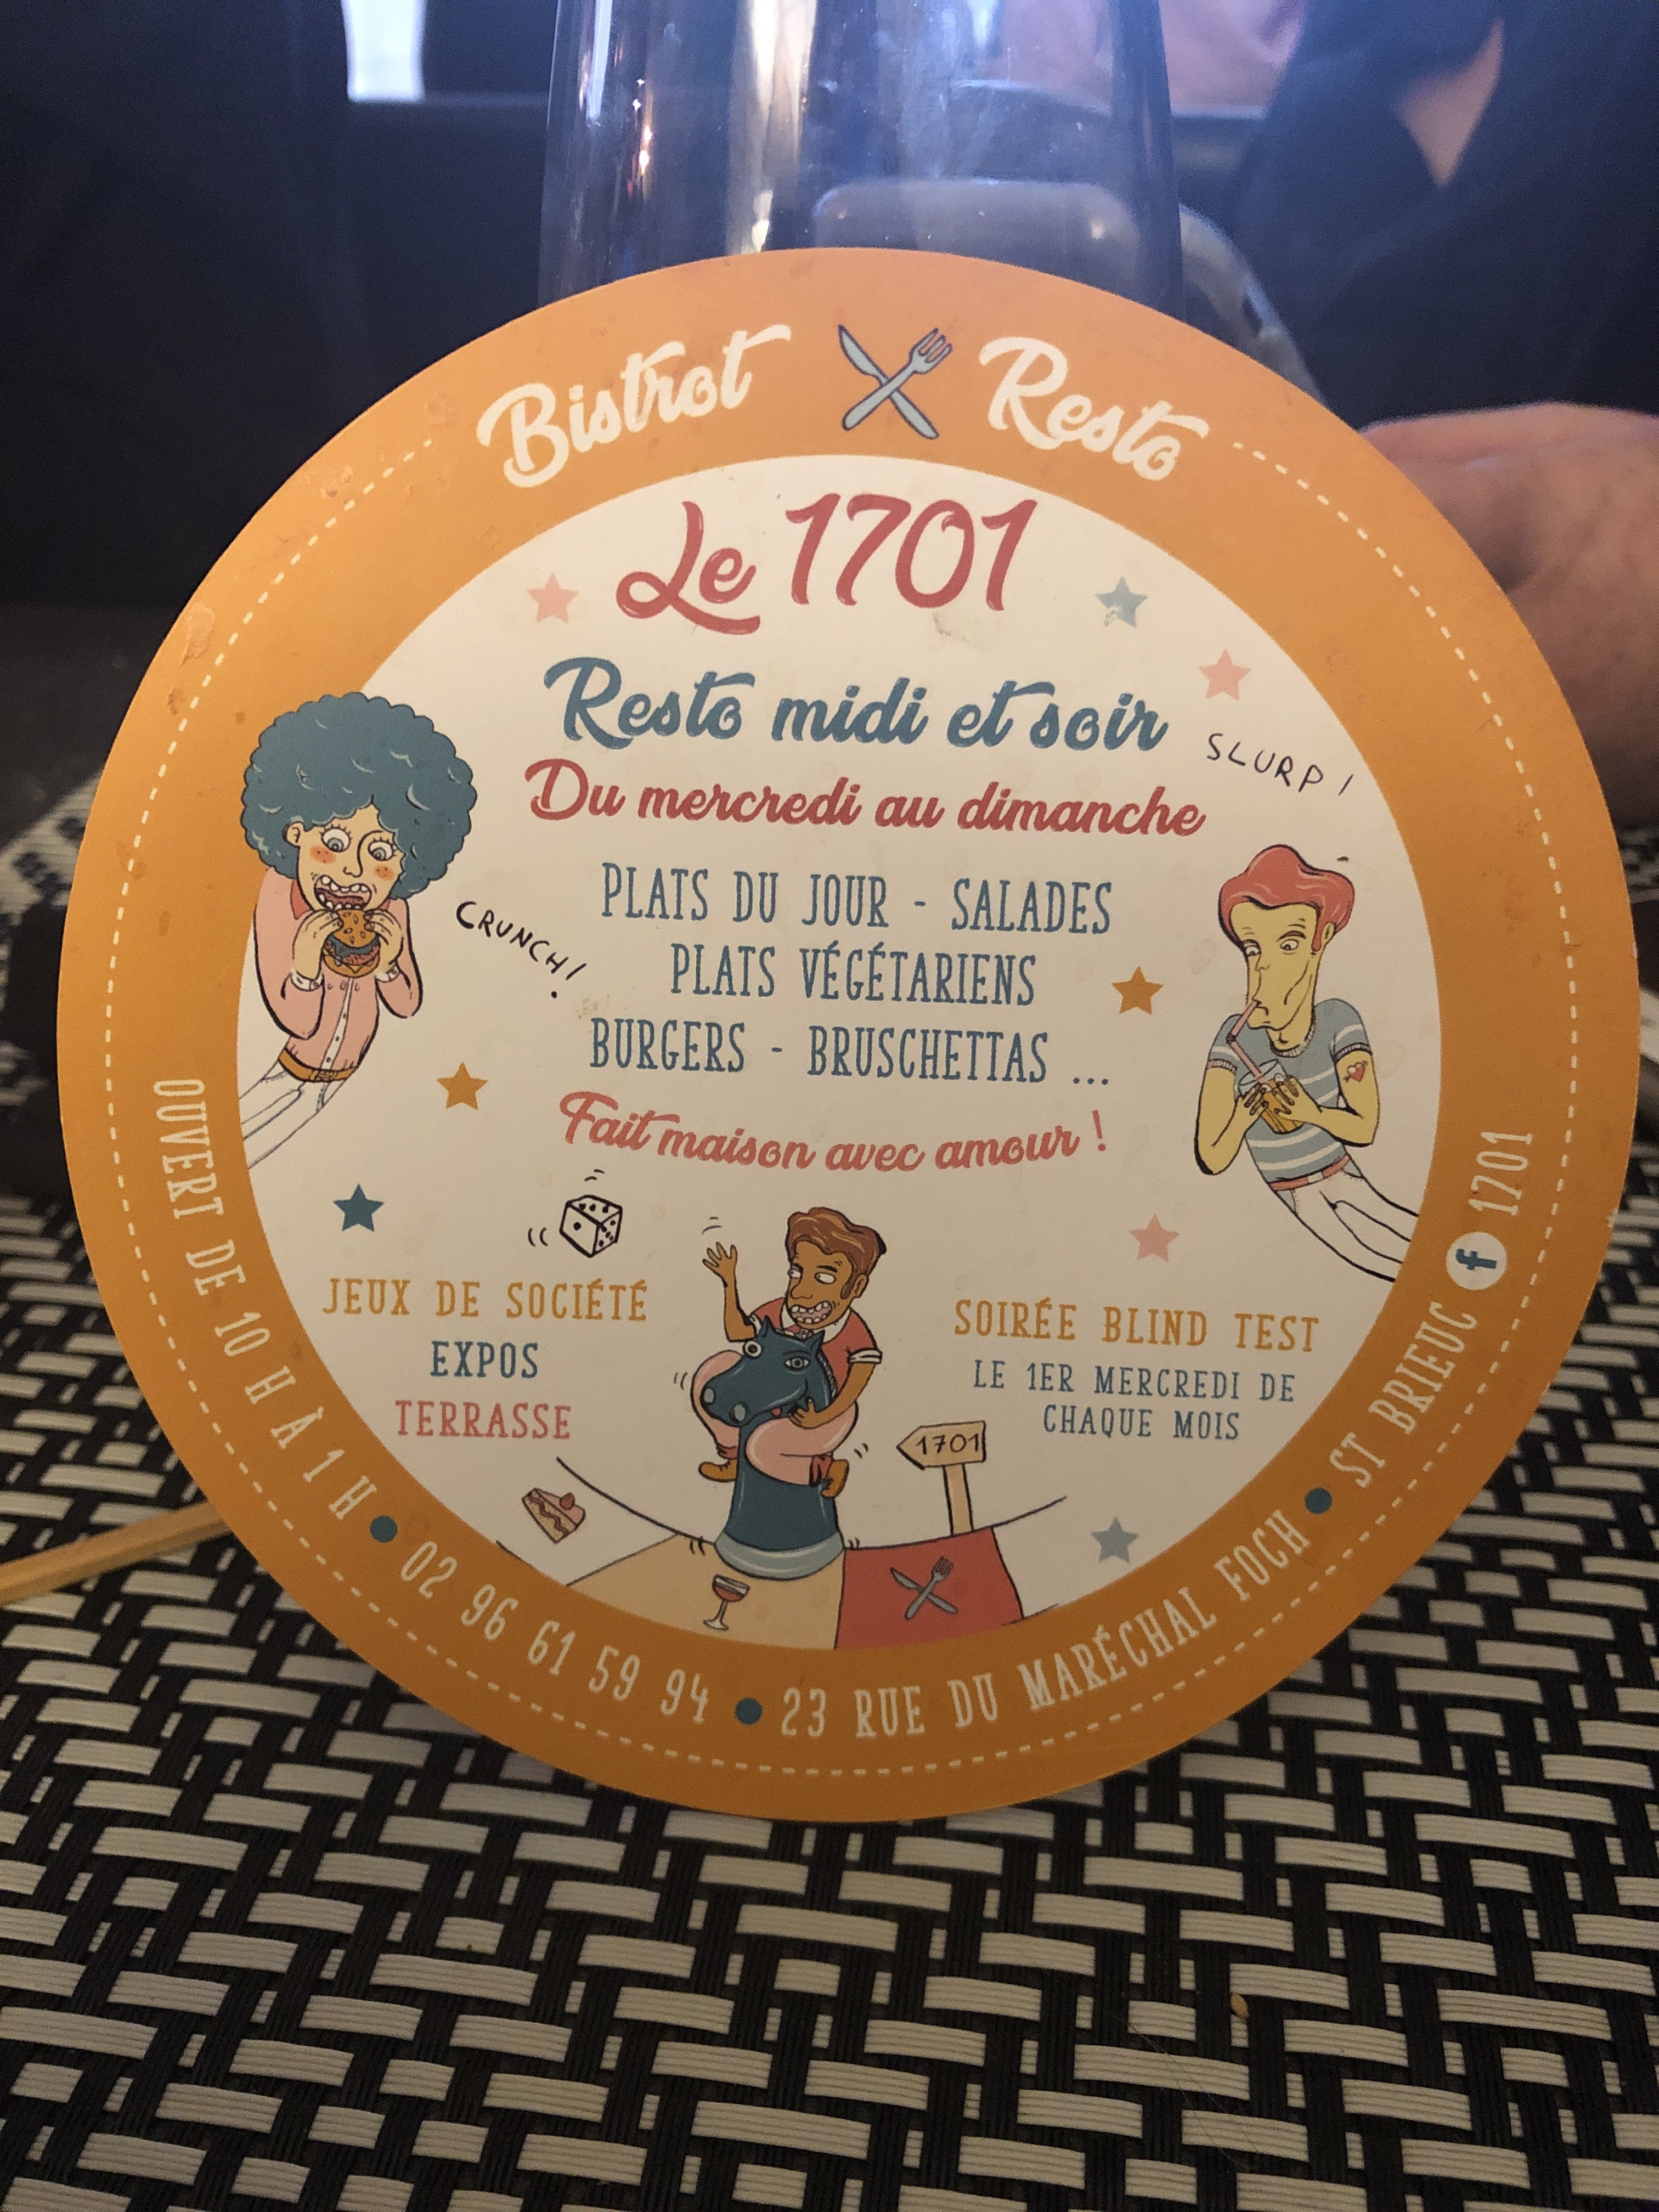 Bistrot Resto
Le 1701
Resto midi et soir
Du mercredi au dimanche
SLURP !
PLATS DU JOUR - SALADES
CRUNCH !
PLATS VÉGÉTARIENS
BURGERS - BRUSCHETTAS ...
Fait maison avec amour !
JEUX DE SOCIÉTÉ
EXPOS
TERRASSE
SOIRÉE BLIND TEST
LE 1ER MERCREDI DE
CHAQUE MOIS
1701
OUVERT DE 10 H À 1 H • 02 96 61 59 94 • 23 RUE DU MARÉCHAL FOCH • ST BRIEUC f 1701